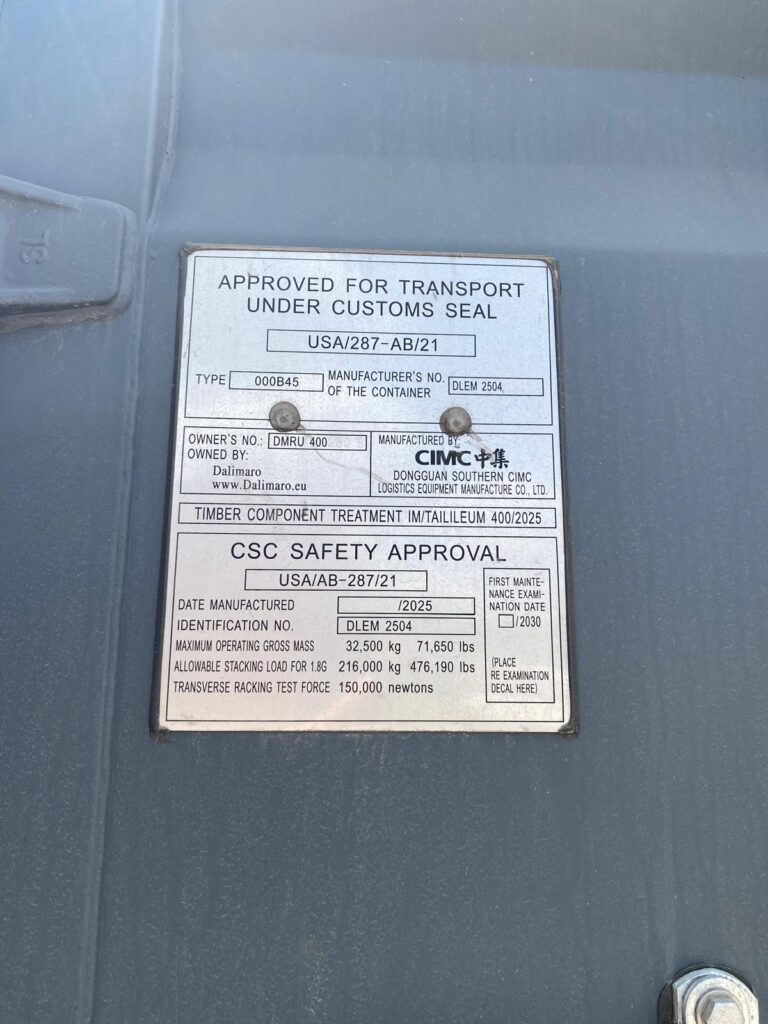 APPROVED FOR TRANSPORT
UNDER CUSTOMS SEAL
USA/287-AB/21
TYPE 000B45 MANUFACTURER'S NO. OF THE CONTAINER DLEM 2504
OWNER'S NO.: DMRU 400
OWNED BY:
Dalimaro
www.Dalimaro.eu
MANUFACTURED BY:
CIMC 中集
DONGGUAN SOUTHERN CIMC
LOGISTICS EQUIPMENT MANUFACTURE CO., LTD.
TIMBER COMPONENT TREATMENT IM/TAILILEUM 400/2025
CSC SAFETY APPROVAL
USA/AB-287/21
DATE MANUFACTURED /2025
IDENTIFICATION NO. DLEM 2504
MAXIMUM OPERATING GROSS MASS 32,500 kg 71,650 lbs
ALLOWABLE STACKING LOAD FOR 1.8G 216,000 kg 476,190 lbs
TRANSVERSE RACKING TEST FORCE 150,000 newtons
FIRST MAINTE-
NANCE EXAMI-
NATION DATE
/2030
(PLACE
RE EXAMINATION
DECAL HERE)